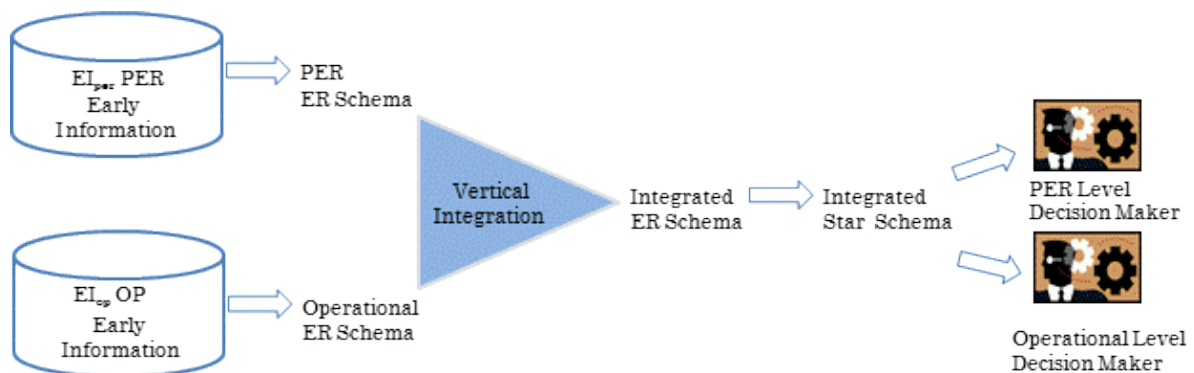 EIper PER
Early
Information
PER
ER Schema
Vertical
Integration
Integrated
ER Schema
Integrated
Star Schema
PER Level
Decision Maker
EIop OP
Early
Information
Operational
ER Schema
Operational Level
Decision Maker